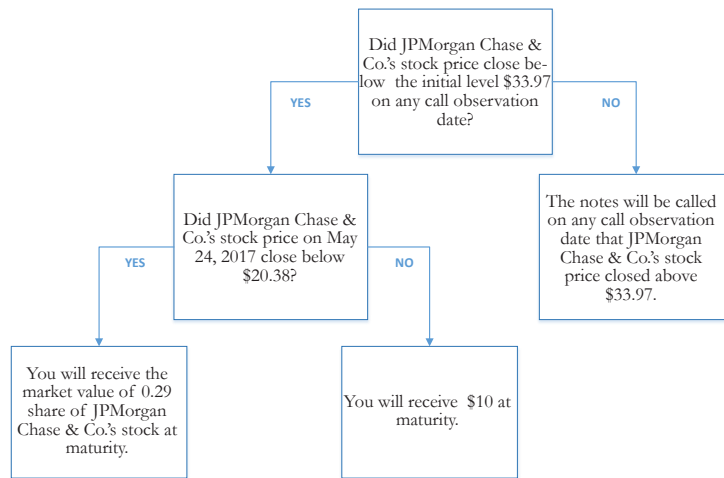 Did JPMorgan Chase &
Co.'s stock price close be-
low the initial level $33.97
on any call observation
date?
YES
NO
Did JPMorgan Chase &
Co.'s stock price on May
24, 2017 close below
$20.38?
The notes will be called
on any call observation
date that JPMorgan
Chase & Co.'s stock
price closed above
$33.97.
YES
NO
You will receive the
market value of 0.29
share of JPMorgan
Chase & Co.'s stock at
maturity.
You will receive $10 at
maturity.